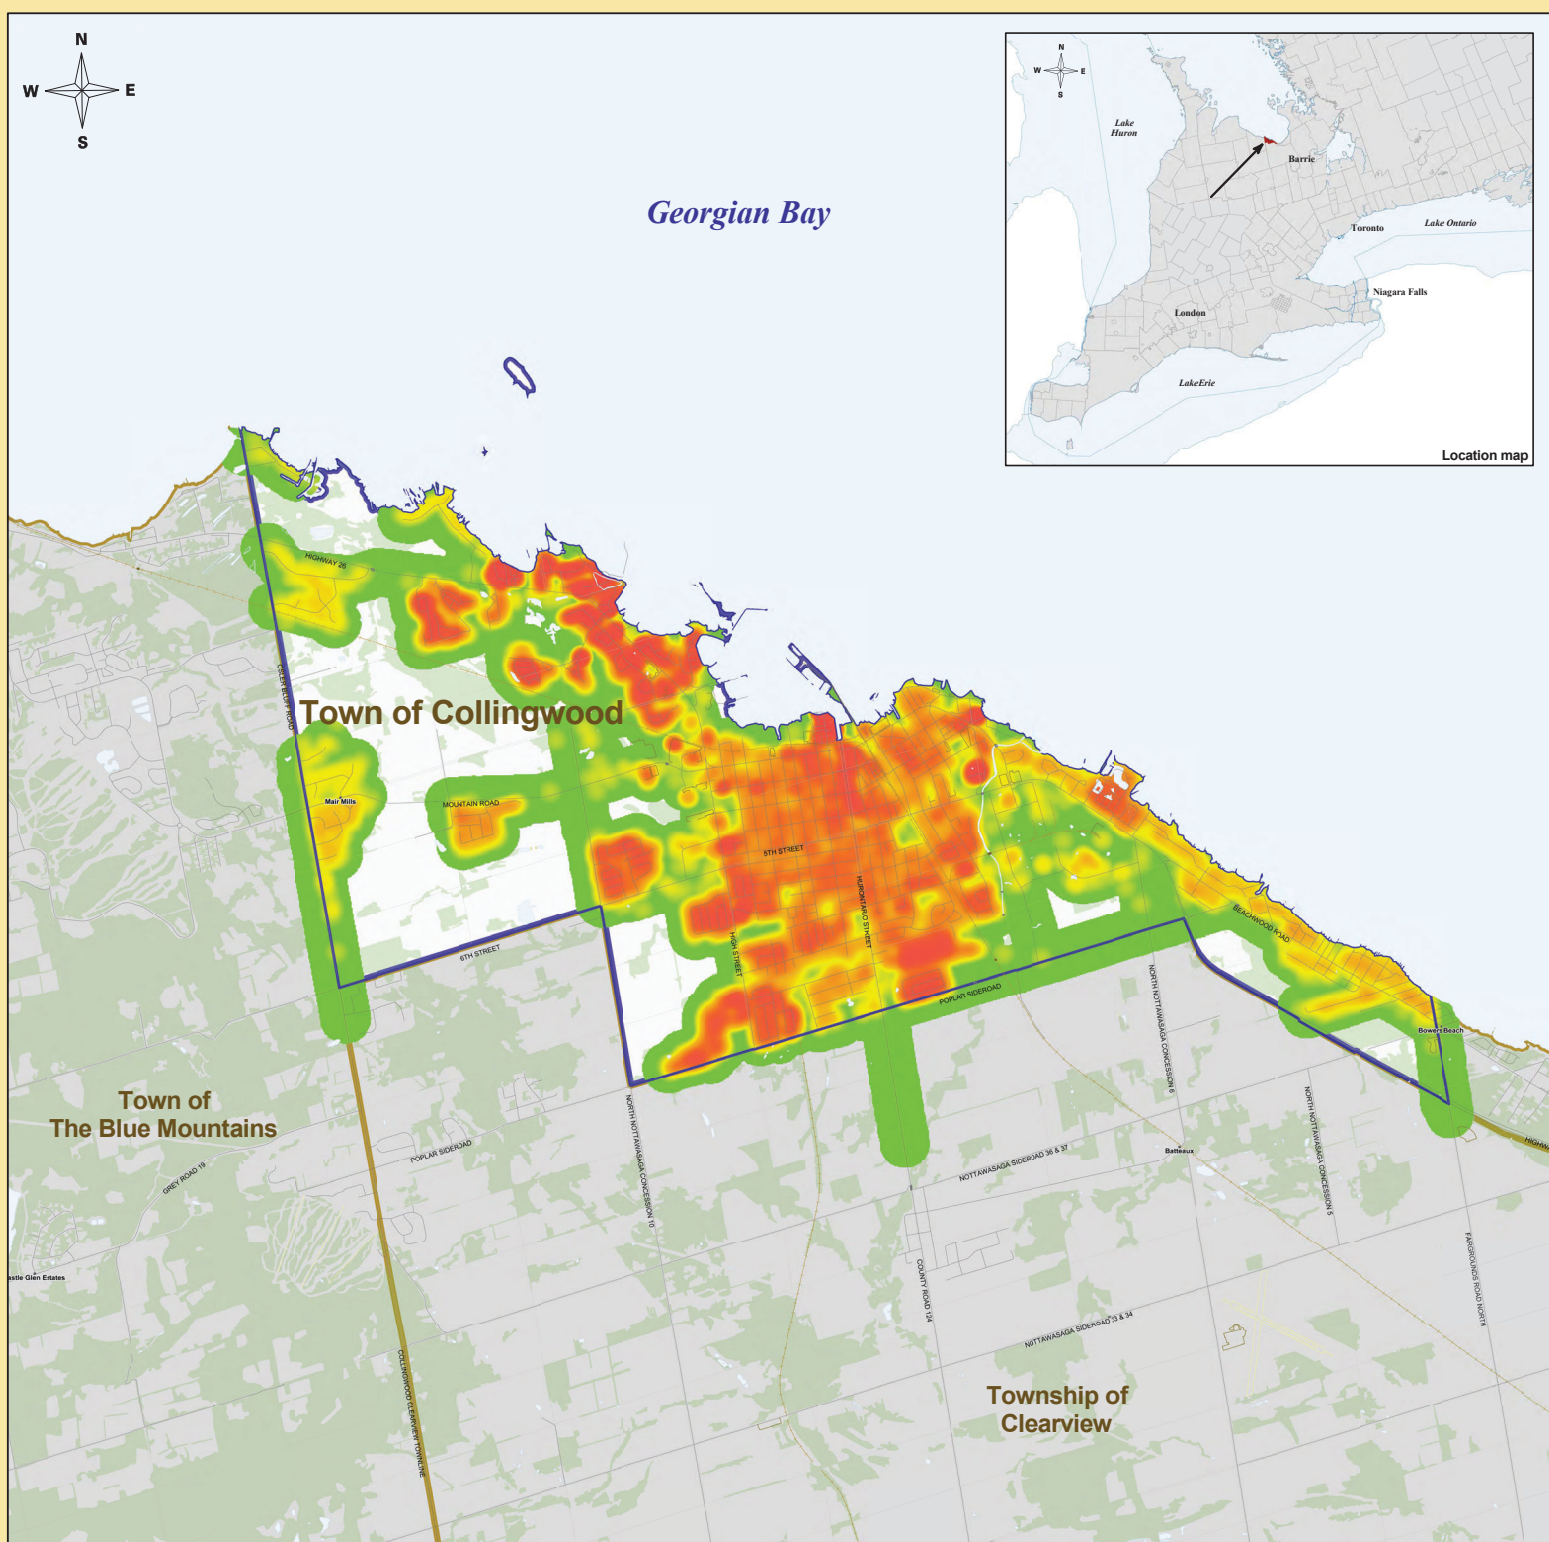 N
W E
S
Georgian Bay
N
W E
S
Lake
Huron
Barrie
Toronto
Lake Ontario
Niagara Falls
London
LakeErie
Location map
HIGHWAY 26
Town of Collingwood
Mair Mills
MOUNTAIN ROAD
5TH STREET
HURONTARIO STREET
HIGH STREET
6TH STREET
BEACHWOOD ROAD
POPLAR SIDEROAD
Bowers Beach
NORTH NOTTAWASAGA CONCESSION 6
NORTH NOTTAWASAGA CONCESSION 5
NORTH NOTTAWASAGA CONCESSION 10
Town of
The Blue Mountains
POPLAR SIDEROAD
GREY ROAD 19
NOTTAWASAGA SIDEROAD 36 & 37
Batteaux
HIGHWA
astle Glen Estates
COUNTY ROAD 124
FAIRGROUNDS ROAD NORTH
COLLINGWOOD CLEARVIEW TOWNLINE
Township of
Clearview